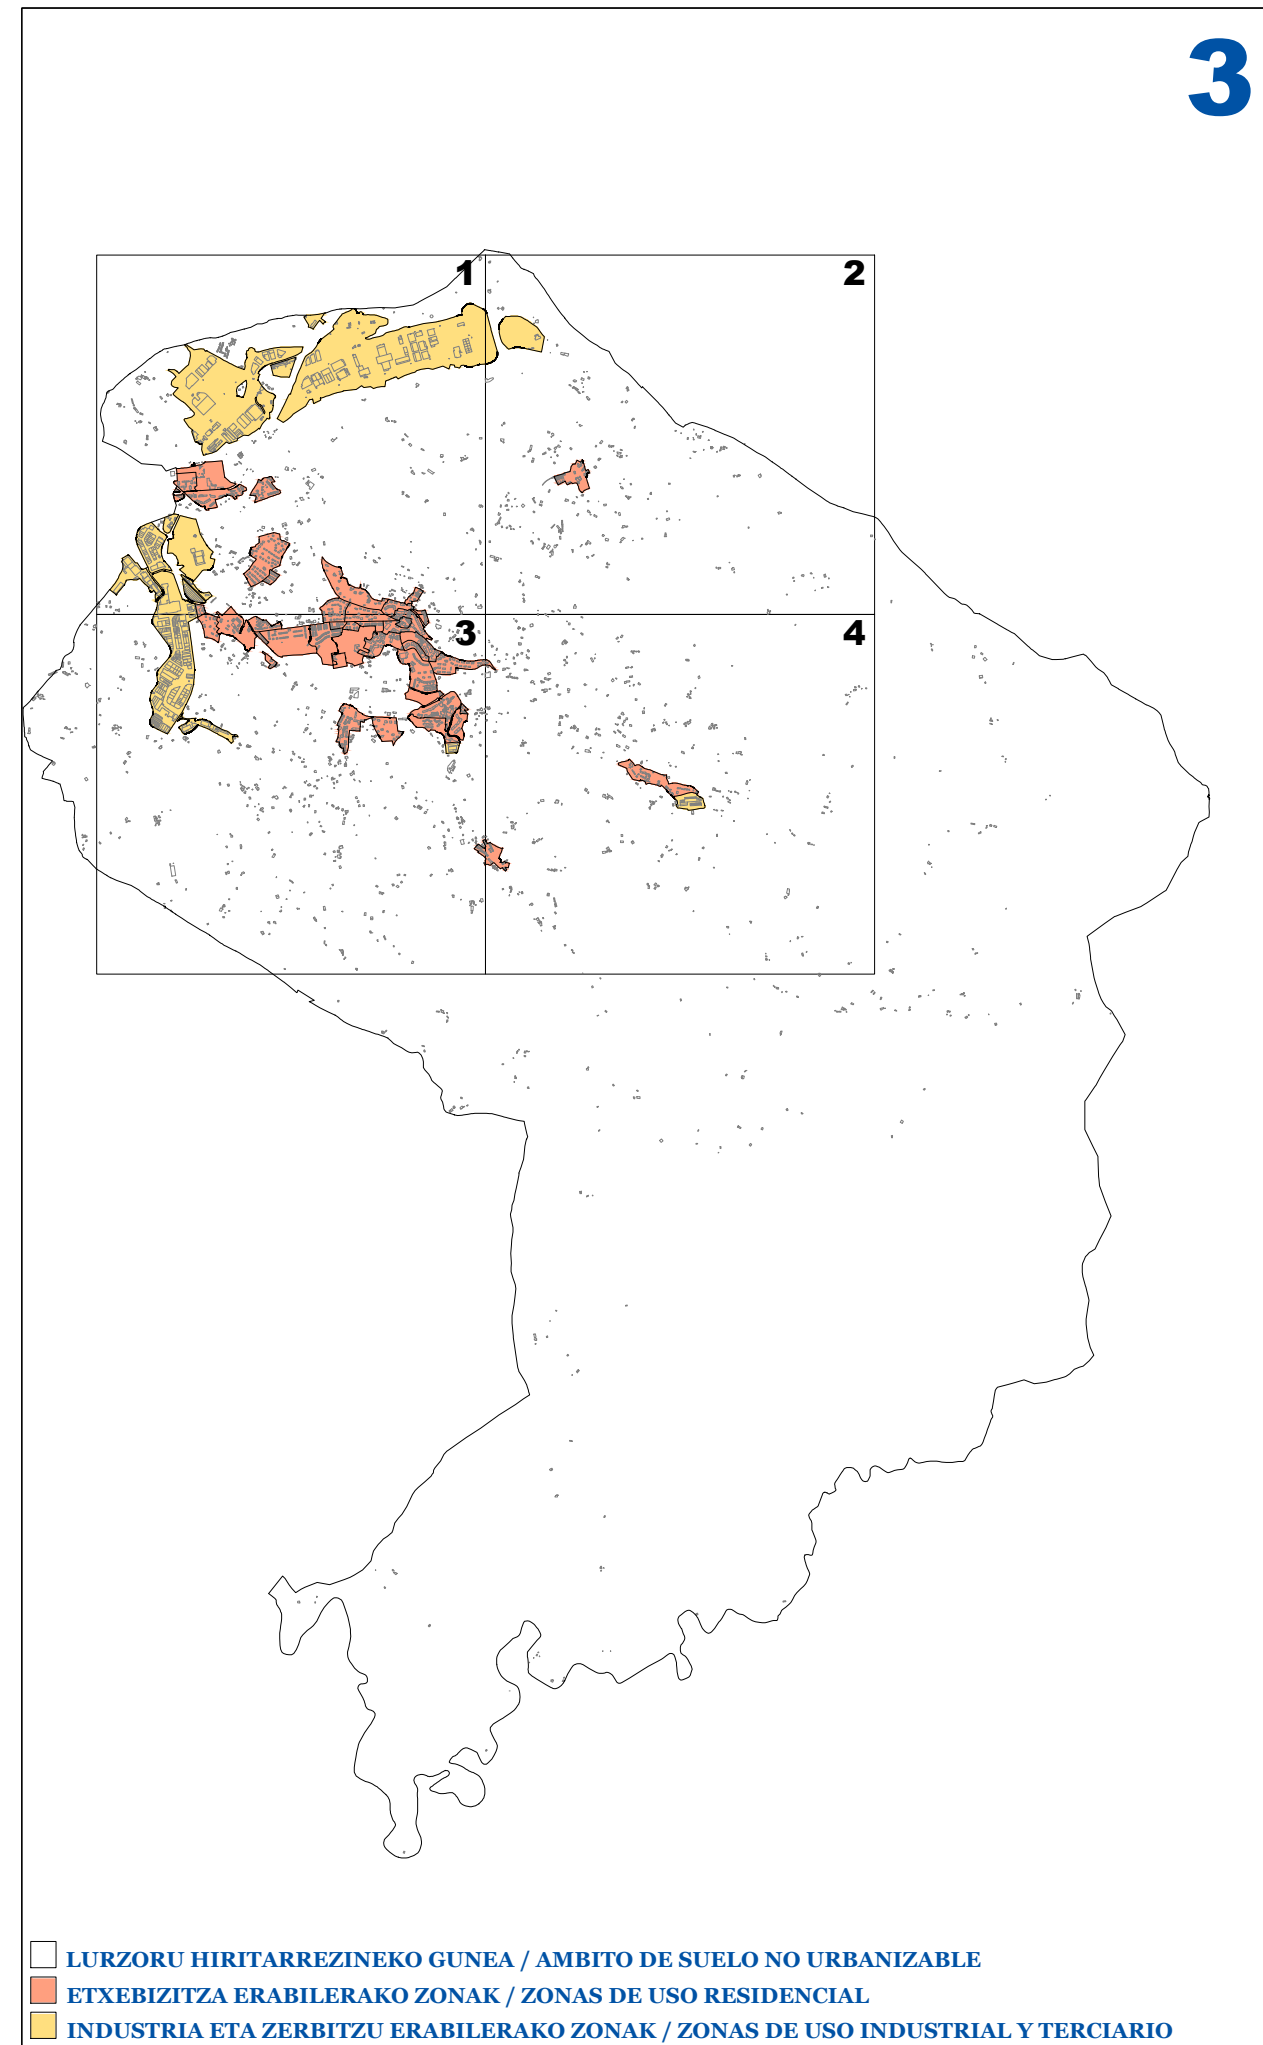 3
1
2
3
4
LURZORU HIRITARREZINEKO GUNEA / AMBITO DE SUELO NO URBANIZABLE
ETXEBIZITZA ERABILERAKO ZONAK / ZONAS DE USO RESIDENCIAL
INDUSTRIA ETA ZERBITZU ERABILERAKO ZONAK / ZONAS DE USO INDUSTRIAL Y TERCIARIO